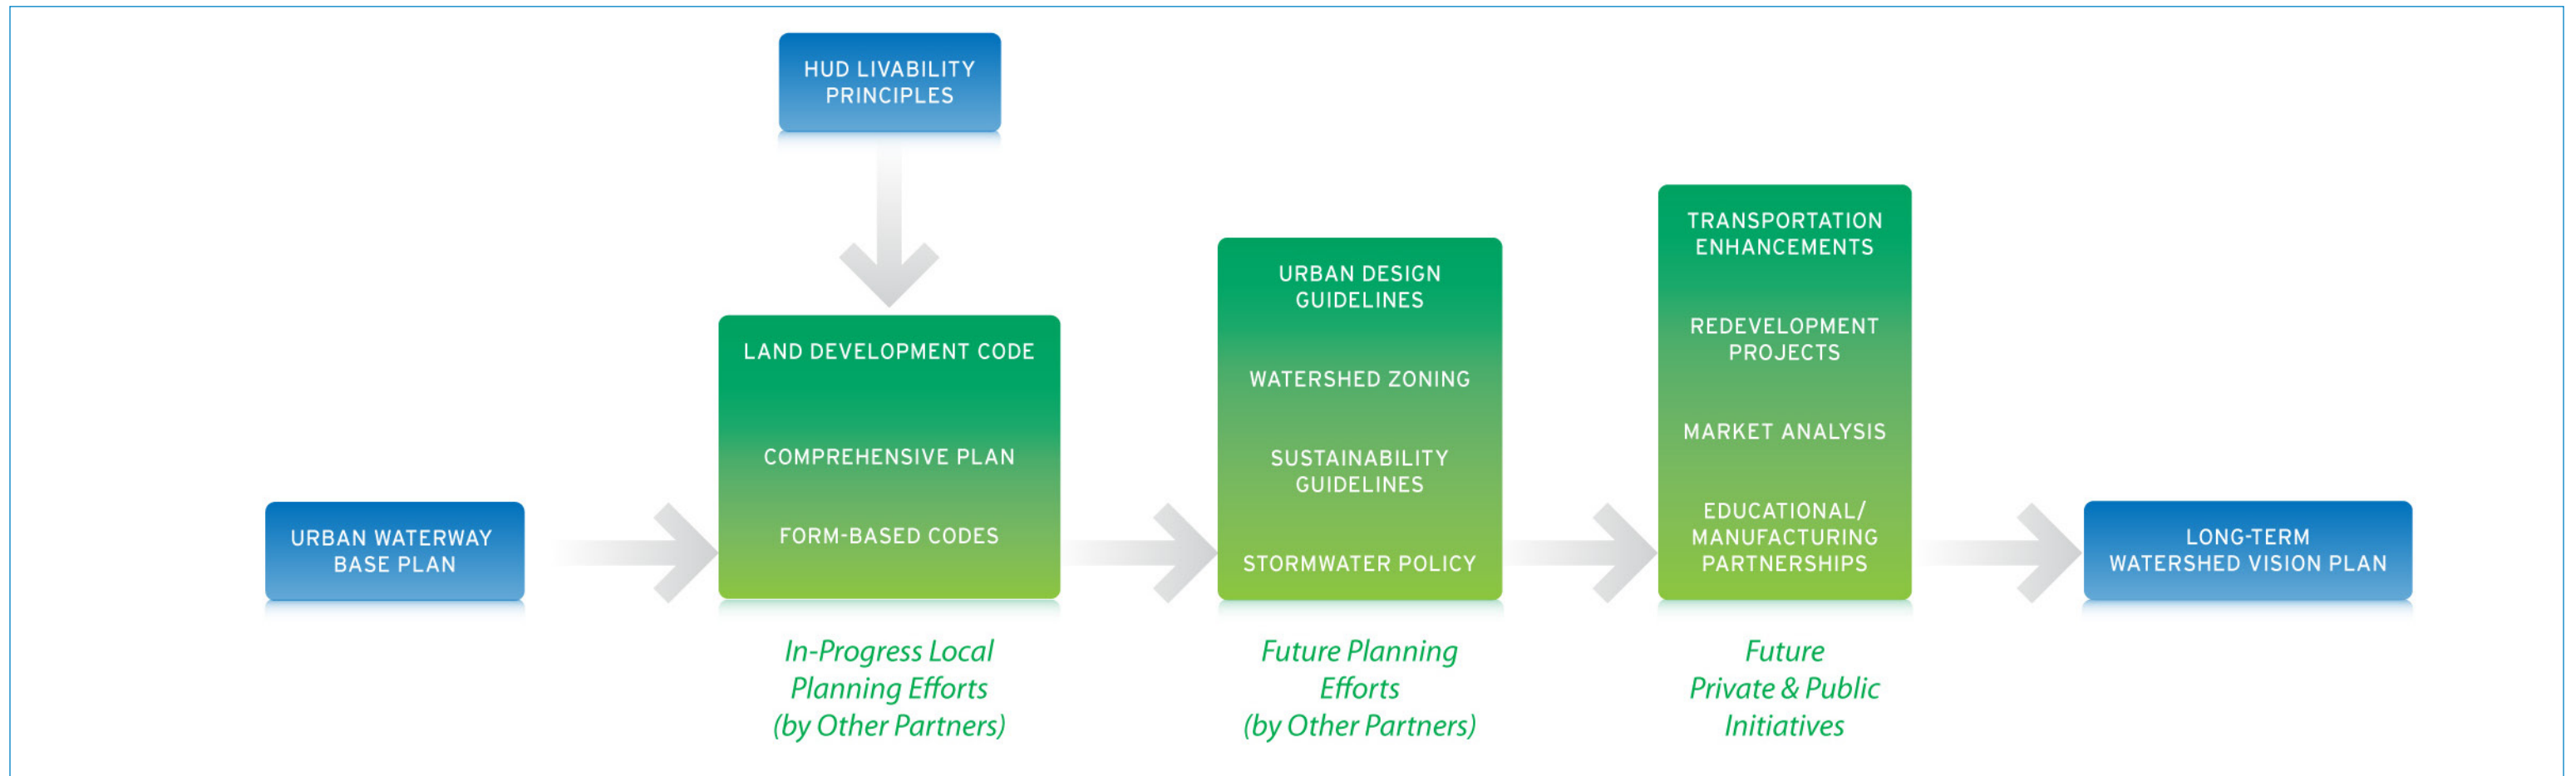 HUD LIVABILITY
PRINCIPLES
URBAN WATERWAY
BASE PLAN
LAND DEVELOPMENT CODE
COMPREHENSIVE PLAN
FORM-BASED CODES
In-Progress Local
Planning Efforts
(by Other Partners)
URBAN DESIGN
GUIDELINES
WATERSHED ZONING
SUSTAINABILITY
GUIDELINES
STORMWATER POLICY
Future Planning
Efforts
(by Other Partners)
TRANSPORTATION
ENHANCEMENTS
REDEVELOPMENT
PROJECTS
MARKET ANALYSIS
EDUCATIONAL/
MANUFACTURING
PARTNERSHIPS
Future
Private & Public
Initiatives
LONG-TERM
WATERSHED VISION PLAN